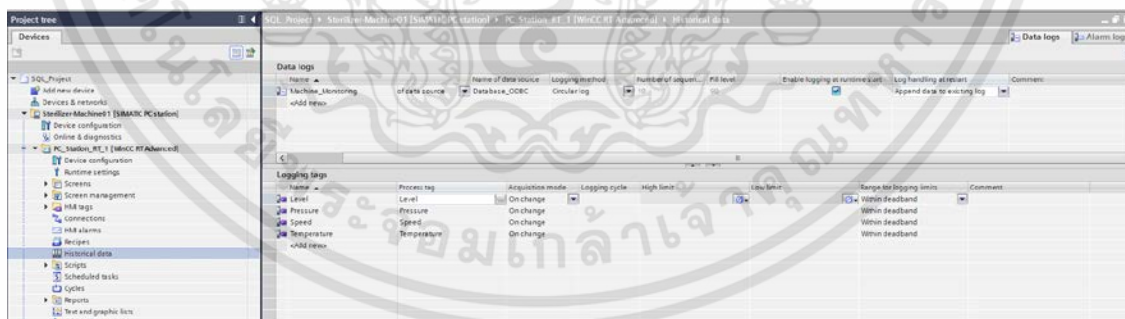 Project tree
SQL_Project ▸ Sterilizer-Machine01 [SIMATIC PC station] ▸ PC_Station_RT_1 [WinCC RT Advanced] ▸ Historical data
Devices
Data logs
Alarm log
SQL_Project
Add new device
Devices & networks
Sterilizer-Machine01 [SIMATIC PC station]
Device configuration
Online & diagnostics
PC_Station_RT_1 [WinCC RT Advanced]
Device configuration
Runtime settings
Screens
Screen management
HMI tags
Connections
HMI alarms
Recipes
Historical data
Scripts
Scheduled tasks
Cycles
Reports
Text and graphic lists
Data logs
Name Name of data source Logging method Number of sequen... Fill level Enable logging at runtime start Log handling at restart Comment
Machine_Monitoring of data source Database_ODBC Circular log Append data to existing log
<Add new>
Logging tags
Name Process tag Acquisition mode Logging cycle High limit Low limit Range for logging limits Comment
Level Level On change Within deadband
Pressure Pressure On change Within deadband
Speed Speed On change Within deadband
Temperature Temperature On change Within deadband
<Add new>